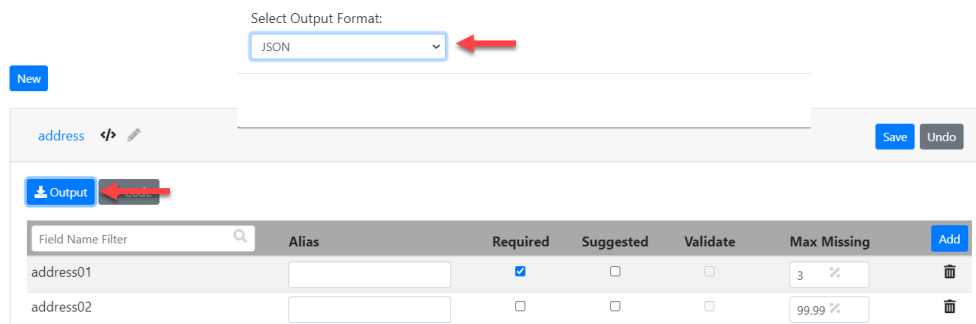 Select Output Format:
JSON
New
address </>
Save Undo
Output
Field Name Filter Alias Required Suggested Validate Max Missing Add
address01 3 %
address02 99.99 %